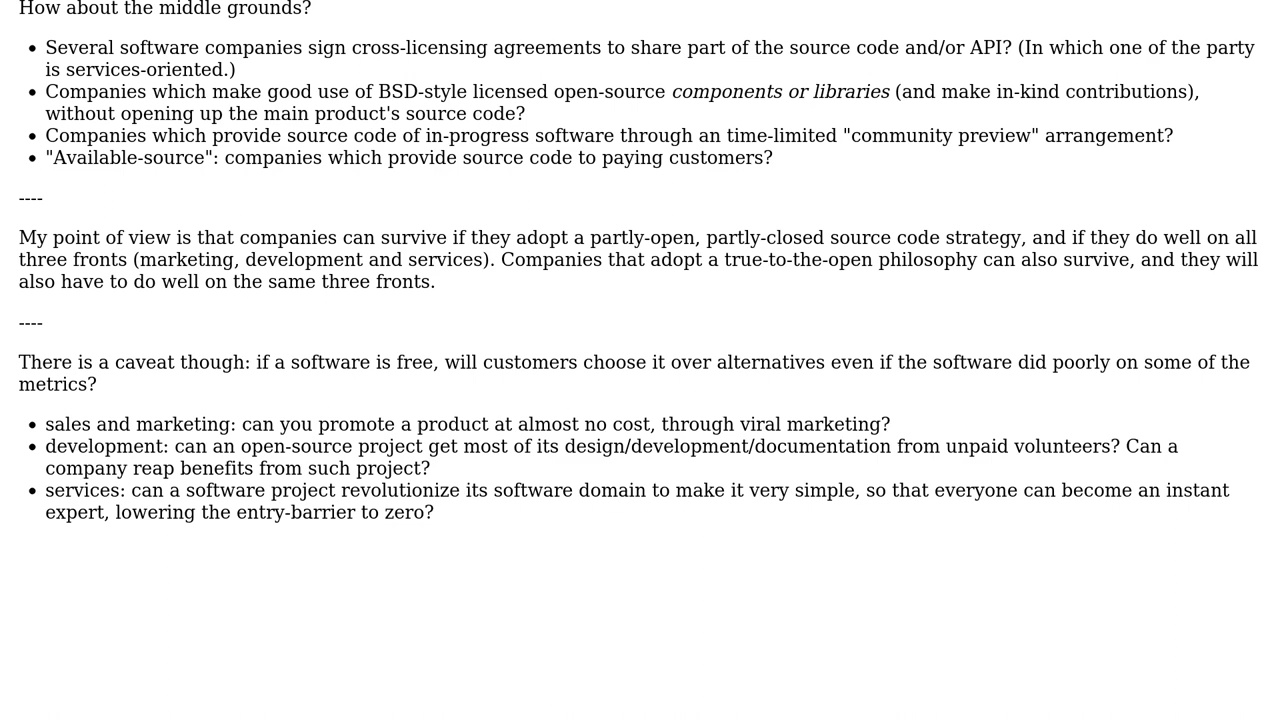 How about the middle grounds?
• Several software companies sign cross-licensing agreements to share part of the source code and/or API? (In which one of the party
is services-oriented.)
• Companies which make good use of BSD-style licensed open-source components or libraries (and make in-kind contributions),
without opening up the main product's source code?
• Companies which provide source code of in-progress software through an time-limited "community preview" arrangement?
• "Available-source": companies which provide source code to paying customers?
----
My point of view is that companies can survive if they adopt a partly-open, partly-closed source code strategy, and if they do well on all
three fronts (marketing, development and services). Companies that adopt a true-to-the-open philosophy can also survive, and they will
also have to do well on the same three fronts.
----
There is a caveat though: if a software is free, will customers choose it over alternatives even if the software did poorly on some of the
metrics?
• sales and marketing: can you promote a product at almost no cost, through viral marketing?
• development: can an open-source project get most of its design/development/documentation from unpaid volunteers? Can a
company reap benefits from such project?
• services: can a software project revolutionize its software domain to make it very simple, so that everyone can become an instant
expert, lowering the entry-barrier to zero?